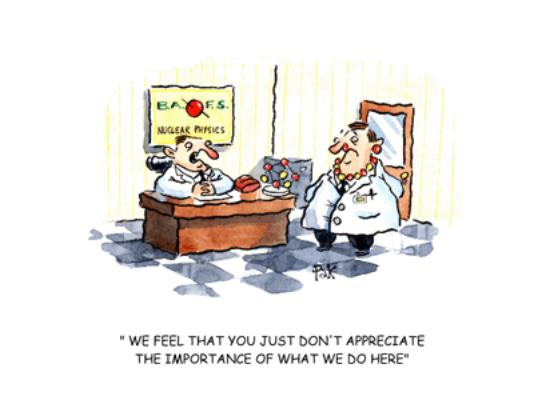 B.A. F.S.
NUCLEAR PHYSICS
" WE FEEL THAT YOU JUST DON'T APPRECIATE
THE IMPORTANCE OF WHAT WE DO HERE"